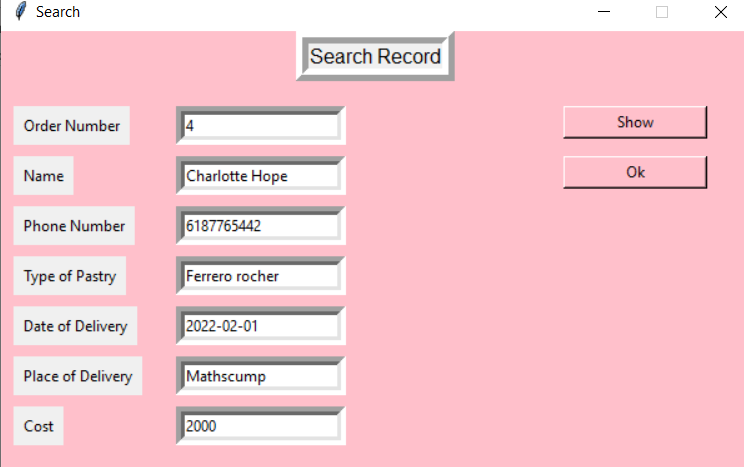 Search
Search Record
Order Number 4 Show
Name Charlotte Hope Ok
Phone Number 6187765442
Type of Pastry Ferrero rocher
Date of Delivery 2022-02-01
Place of Delivery Mathscump
Cost 2000